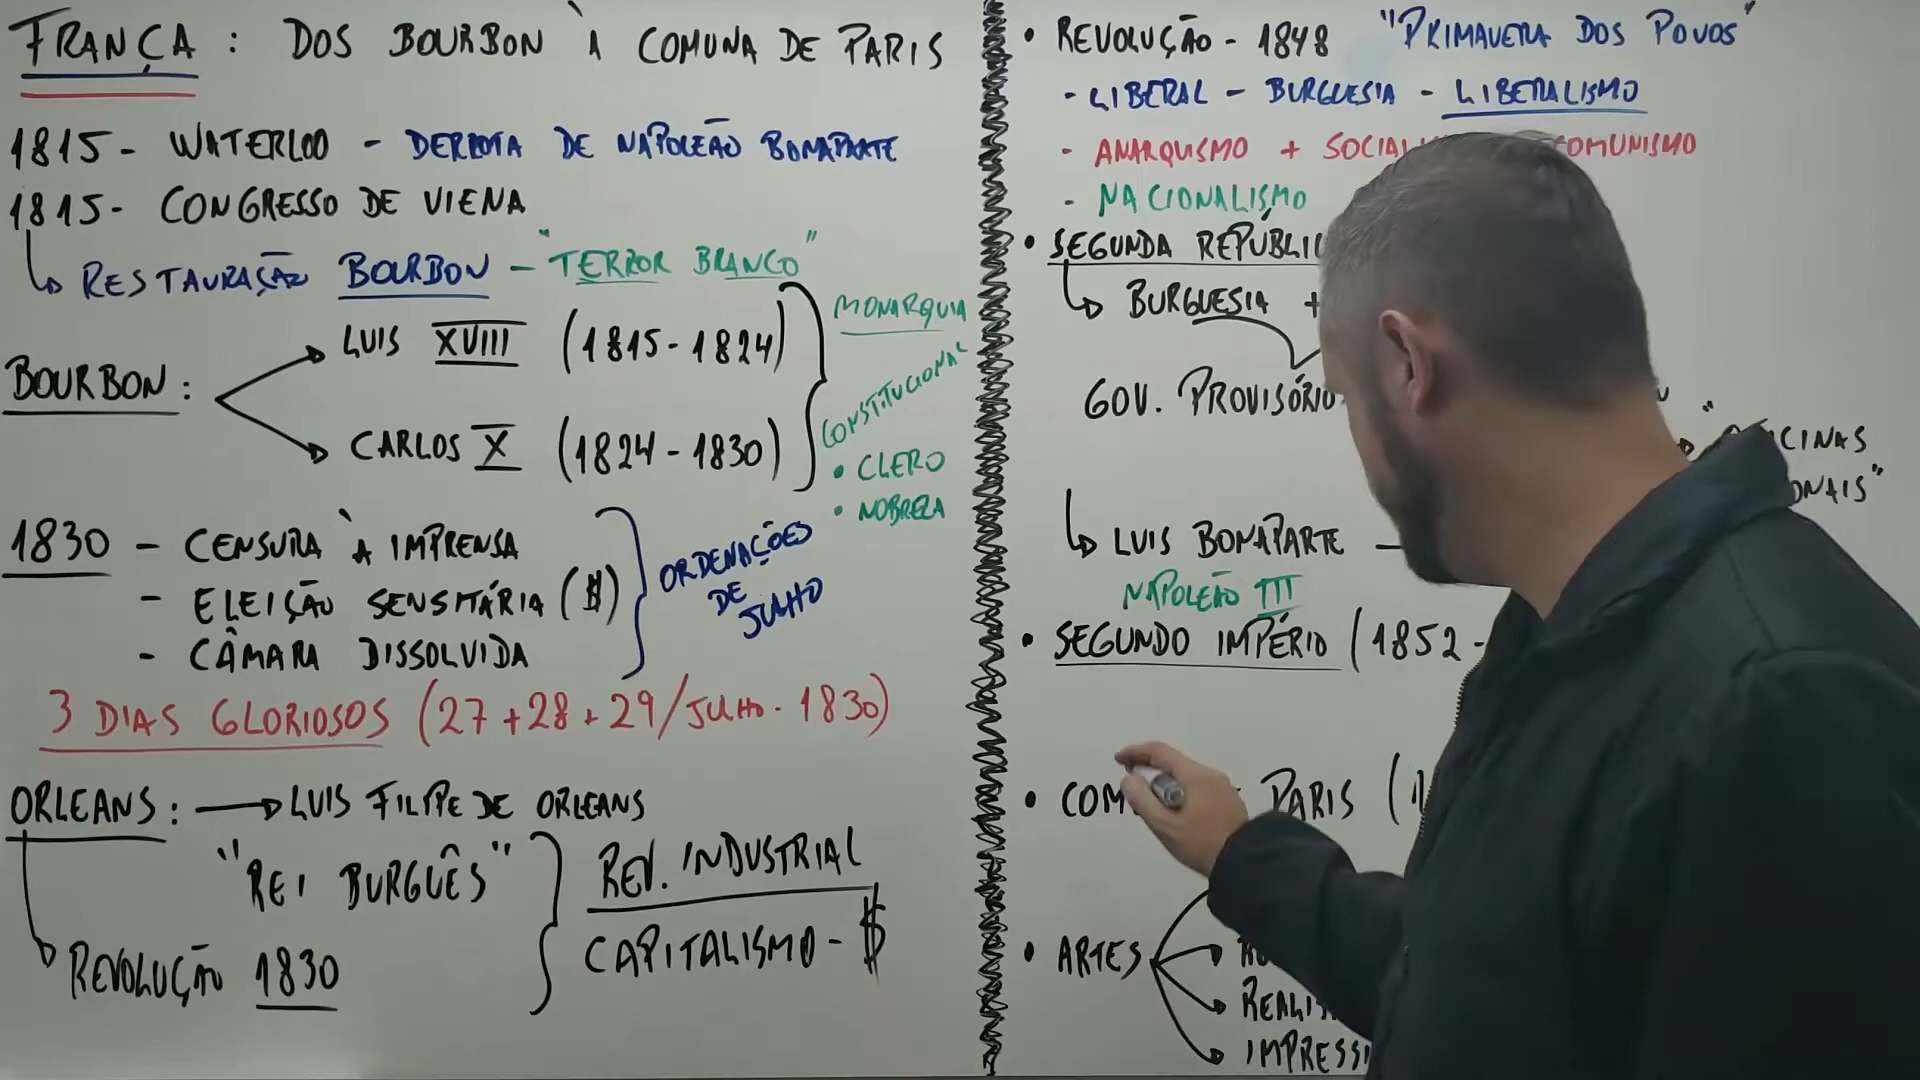 FRANÇA: DOS BOURBON À COMUNA DE PARIS
1815 - WATERLOO - DERROTA DE NAPOLEÃO BONAPARTE
1815 - CONGRESSO DE VIENA
RESTAURAÇÃO BOURBON - "TERROR BRANCO"
BOURBON:
LUIS XVIII (1815-1824)
CARLOS X (1824-1830)
MONARQUIA
CONSTITUCIONAL
• CLERO
• NOBREZA
1830 - CENSURA À IMPRENSA
- ELEIÇÃO SENSITÁRIA ($)
- CÂMARA DISSOLVIDA
ORDENAÇÕES
DE
JULHO
3 DIAS GLORIOSOS (27+28+29/JULHO-1830)
ORLEANS: LUIS FILIPE DE ORLEANS
"REI BURGUÊS"
REVOLUÇÃO 1830
REV. INDUSTRIAL
CAPITALISMO - $
• REVOLUÇÃO - 1848 "PRIMAVERA DOS POVOS"
- LIBERAL - BURGUESIA - LIBERALISMO
- ANARQUISMO + SOCIAL COMUNISMO
- NACIONALISMO
• SEGUNDA REPÚBLIC
BURGUESIA +
GOV. PROVISÓRIO
LUIS BONAPARTE -
NAPOLEÃO III
• SEGUNDO IMPÉRIO (1852 -
• COM PARIS (1
• ARTES
REALIS
IMPRESSI